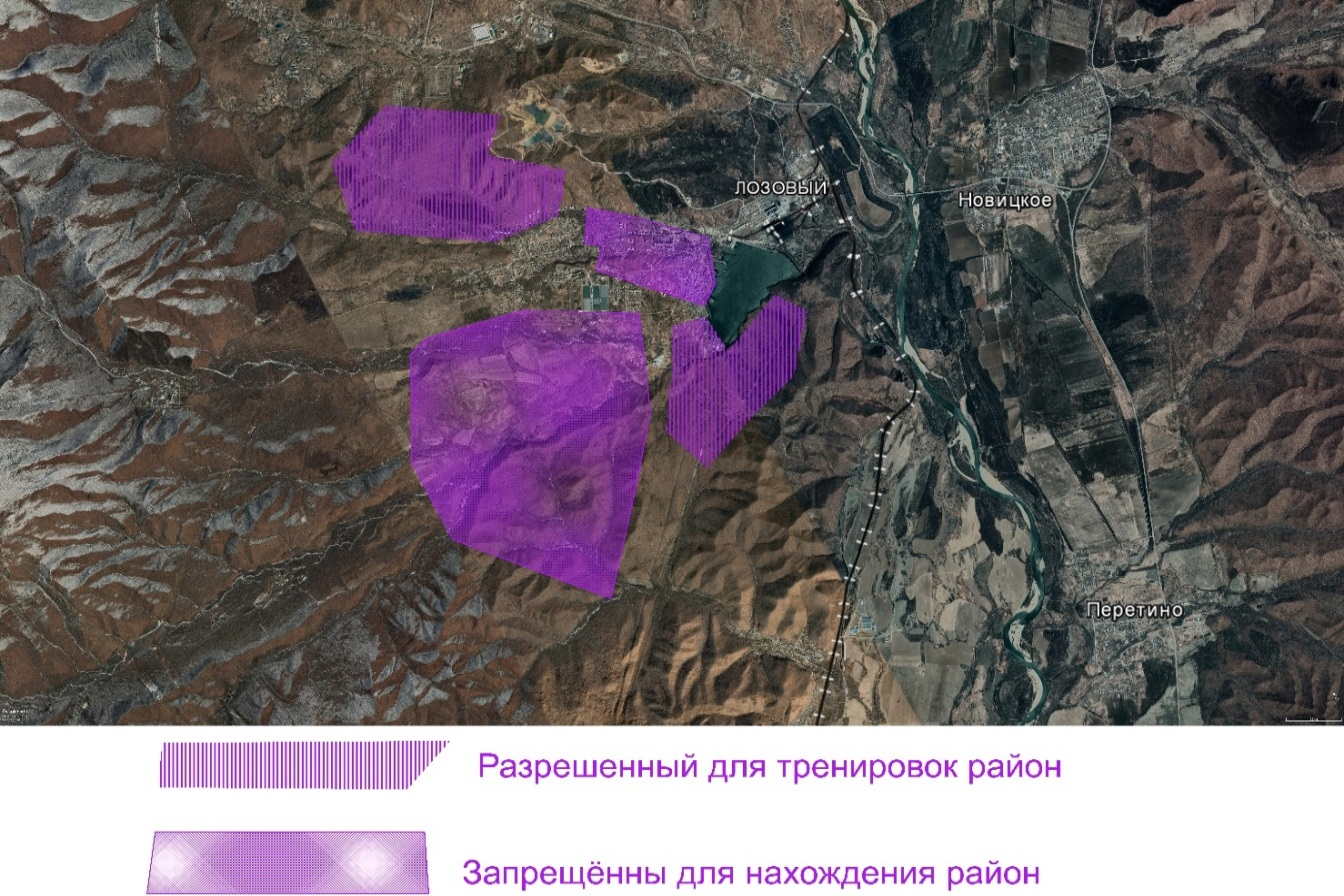 ЛОЗОВЫЙ
Новицкое
Перетино
Разрешенный для тренировок район
Запрещённы для нахождения район